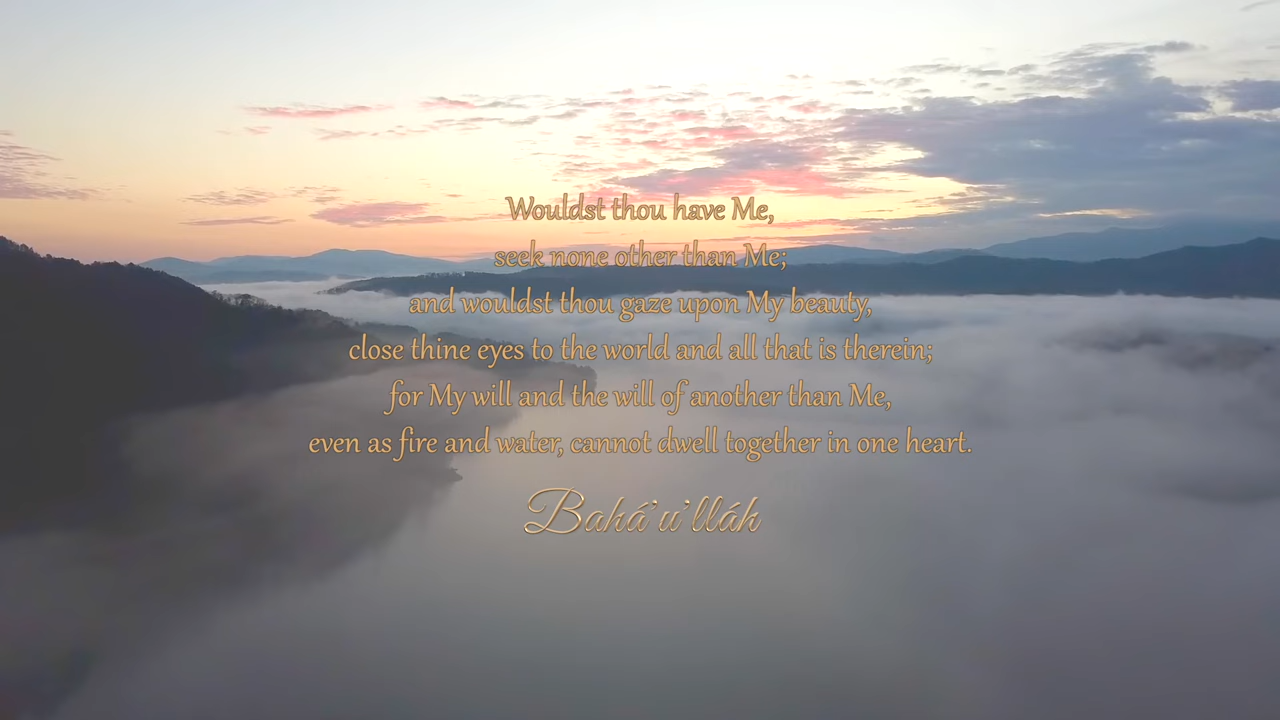 Wouldst thou have Me,
seek none other than Me;
and wouldst thou gaze upon My beauty,
close thine eyes to the world and all that is therein;
for My will and the will of another than Me,
even as fire and water, cannot dwell together in one heart.
Bahá'u'lláh